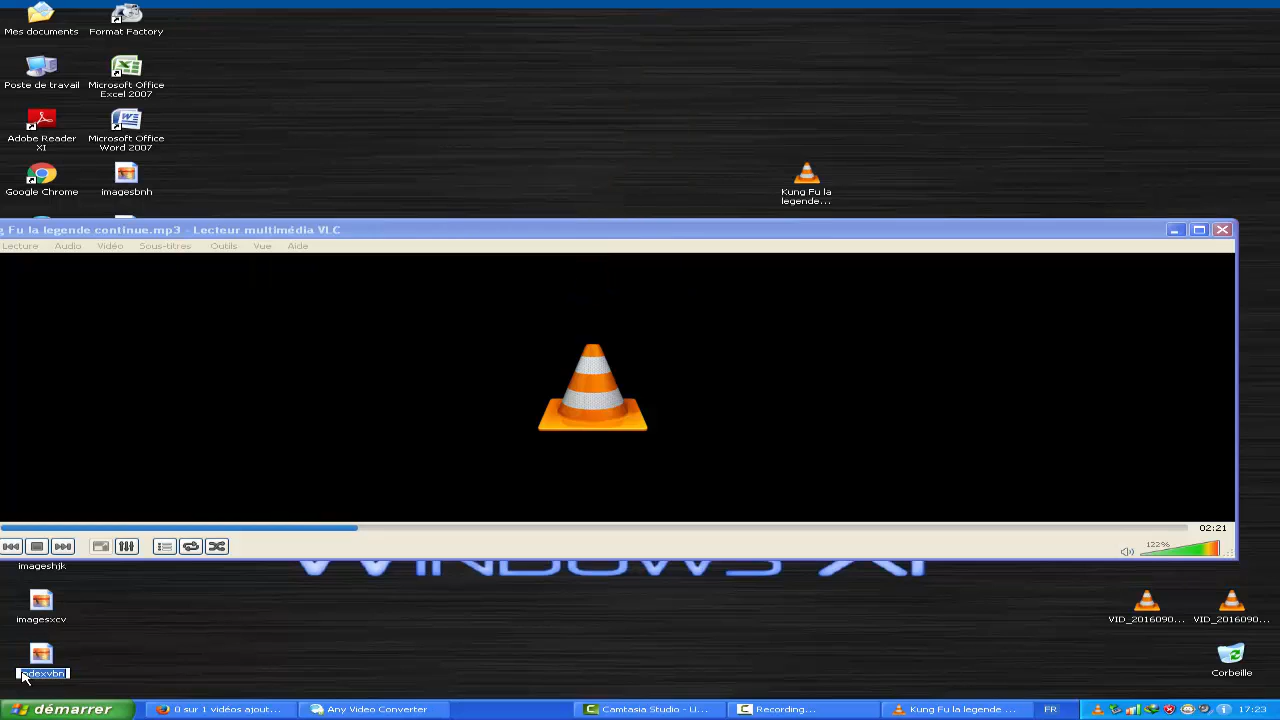 Mes documents
Format Factory
Poste de travail
Microsoft Office
Excel 2007
Adobe Reader
XI
Microsoft Office
Word 2007
Google Chrome
imagesbnh
Kung Fu la
legende...
g Fu la legende continue.mp3 - Lecteur multimédia VLC
Lecture Audio Vidéo Sous-titres Outils Vue Aide
02:21
122%
imageshjk
WINDOWS XP
imagesxcv
VID_2016090...
VID_2016090...
dexvbn
Corbeille
démarrer
0 sur 1 vidéos ajout...
Any Video Converter
Camtasia Studio - U...
Recording...
Kung Fu la legende ...
FR
17:23